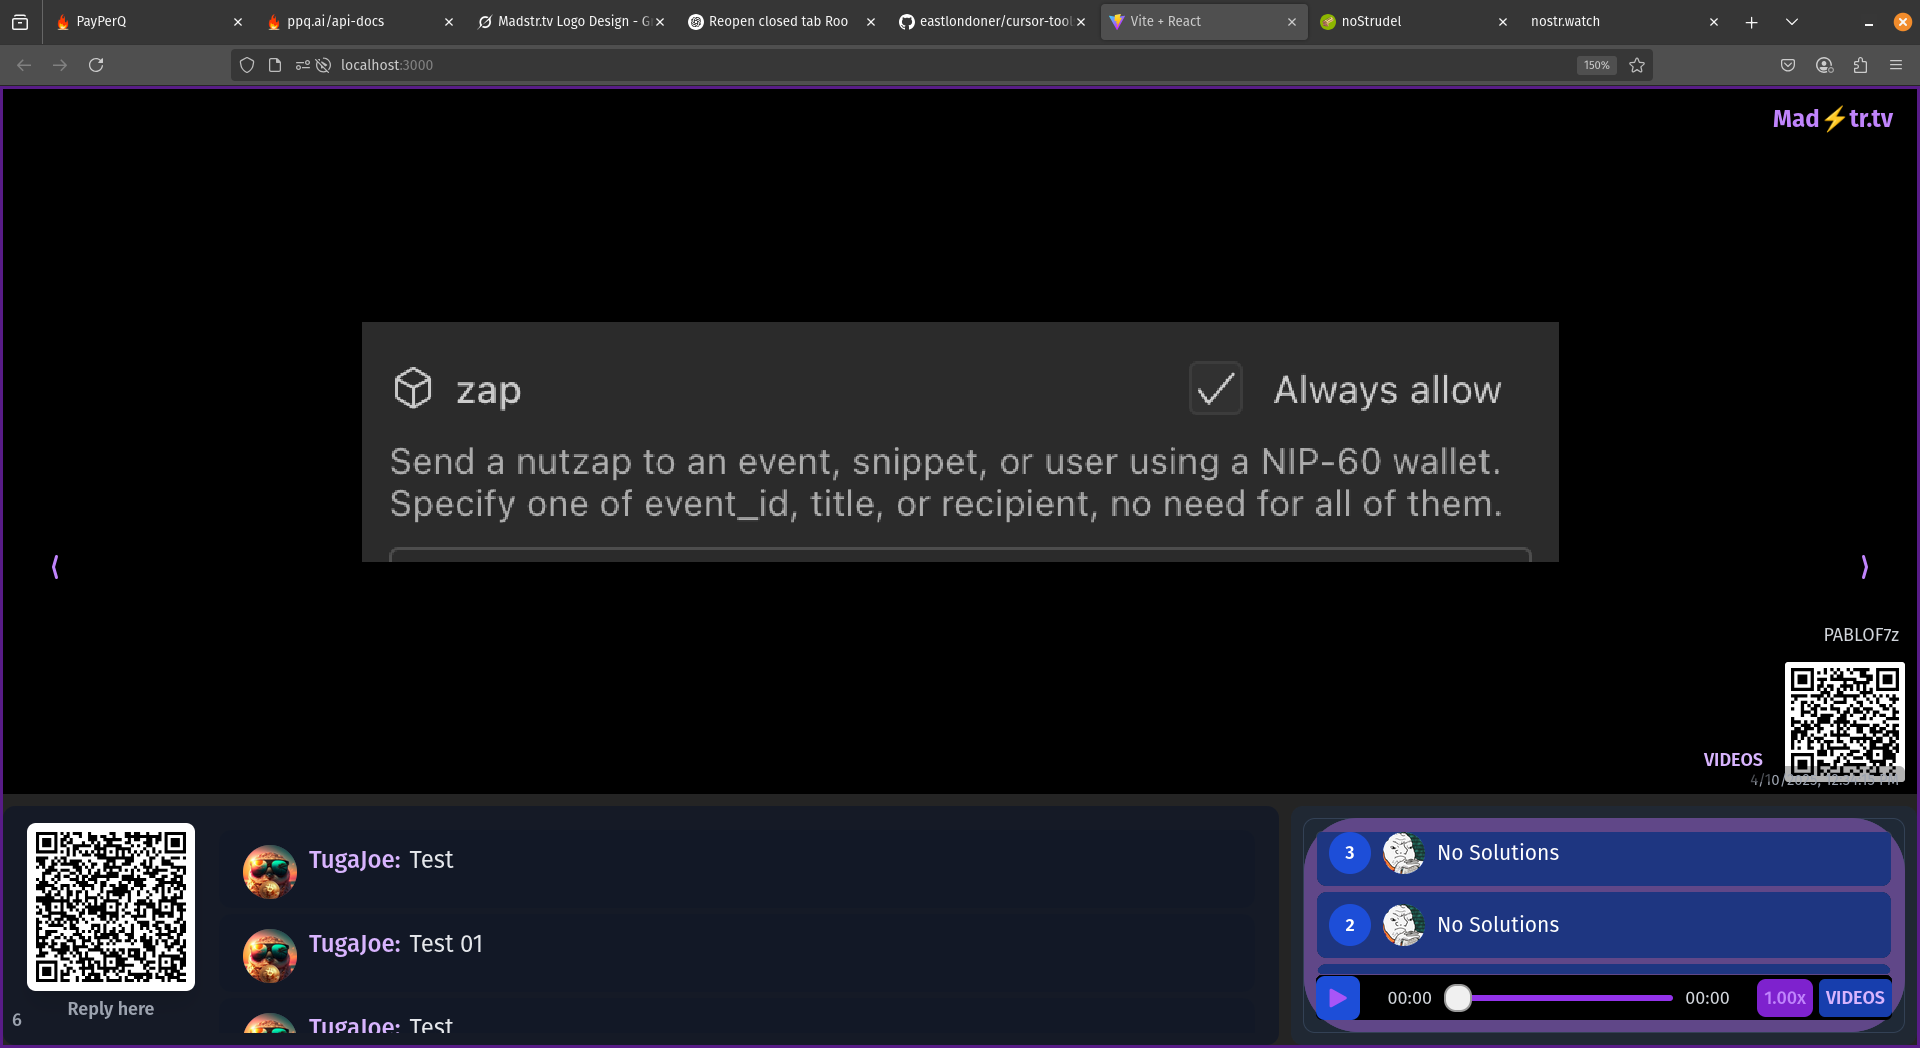 PayPerQ
ppq.ai/api-docs
Madstr.tv Logo Design - G
Reopen closed tab Roo
eastlondoner/cursor-tool
Vite + React
noStrudel
nostr.watch
localhost:3000
150%
Mad⚡tr.tv
zap
Always allow
Send a nutzap to an event, snippet, or user using a NIP-60 wallet.
Specify one of event_id, title, or recipient, no need for all of them.
PABLOF7z
VIDEOS
TugaJoe: Test
TugaJoe: Test 01
TugaJoe: Test
Reply here
6
3
No Solutions
2
No Solutions
00:00
00:00
1.00x
VIDEOS